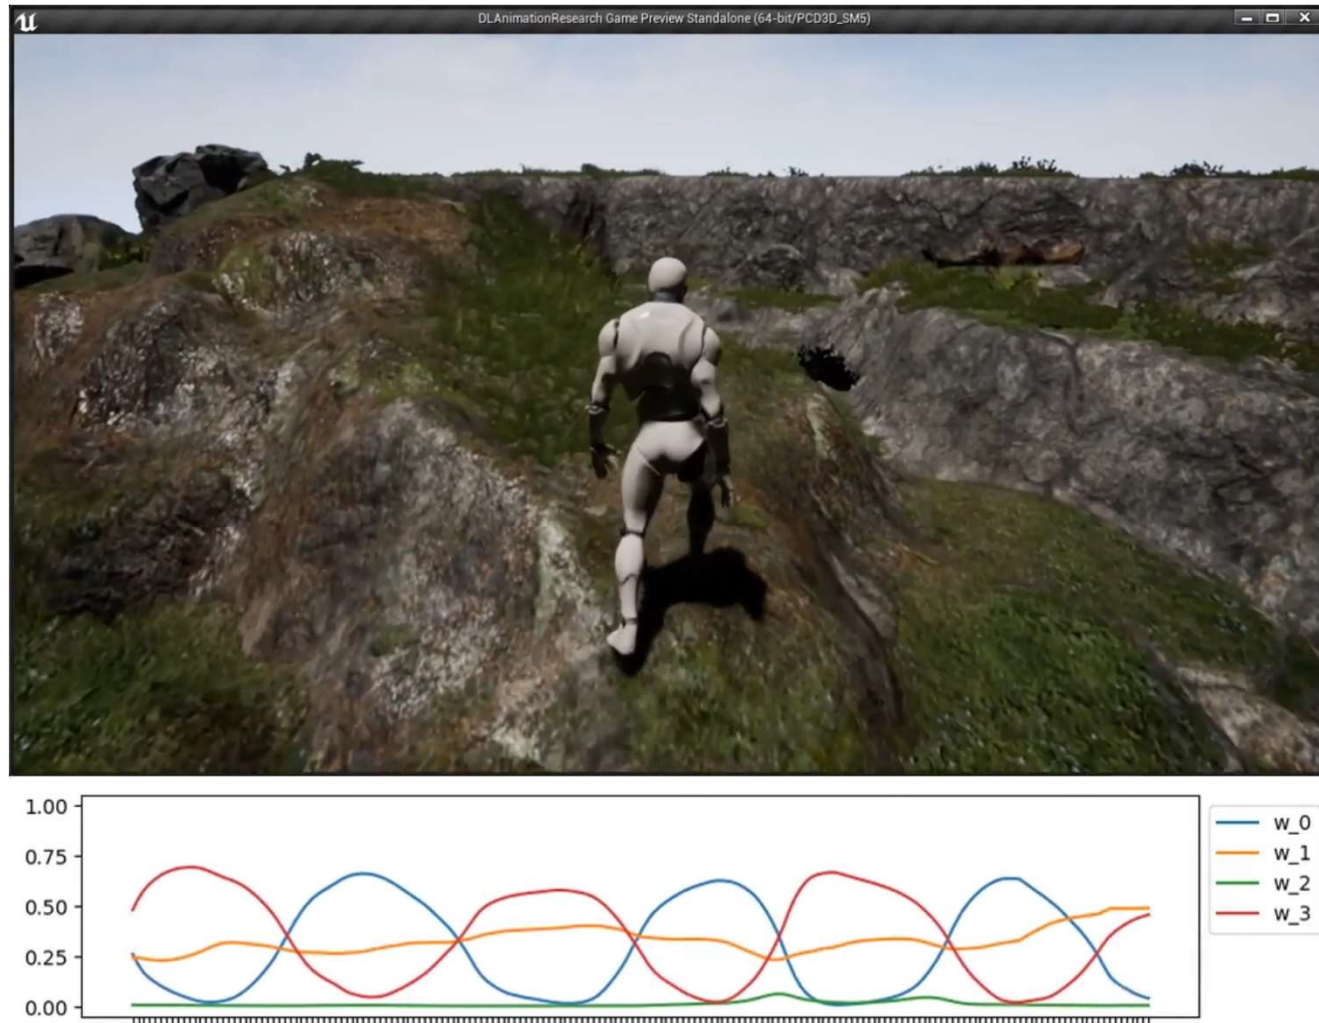 DLAnimationResearch Game Preview Standalone (64-bit/PCD3D_SM5)
1.00
0.75
0.50
0.25
0.00
w_0
w_1
w_2
w_3